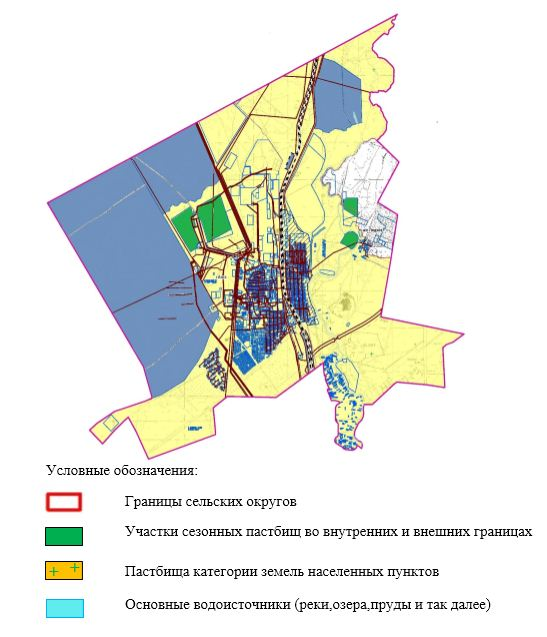 Условные обозначения:
Границы сельских округов
Участки сезонных пастбищ во внутренних и внешних границах
Пастбища категории земель населенных пунктов
Основные водоисточники (реки,озера,пруды и так далее)